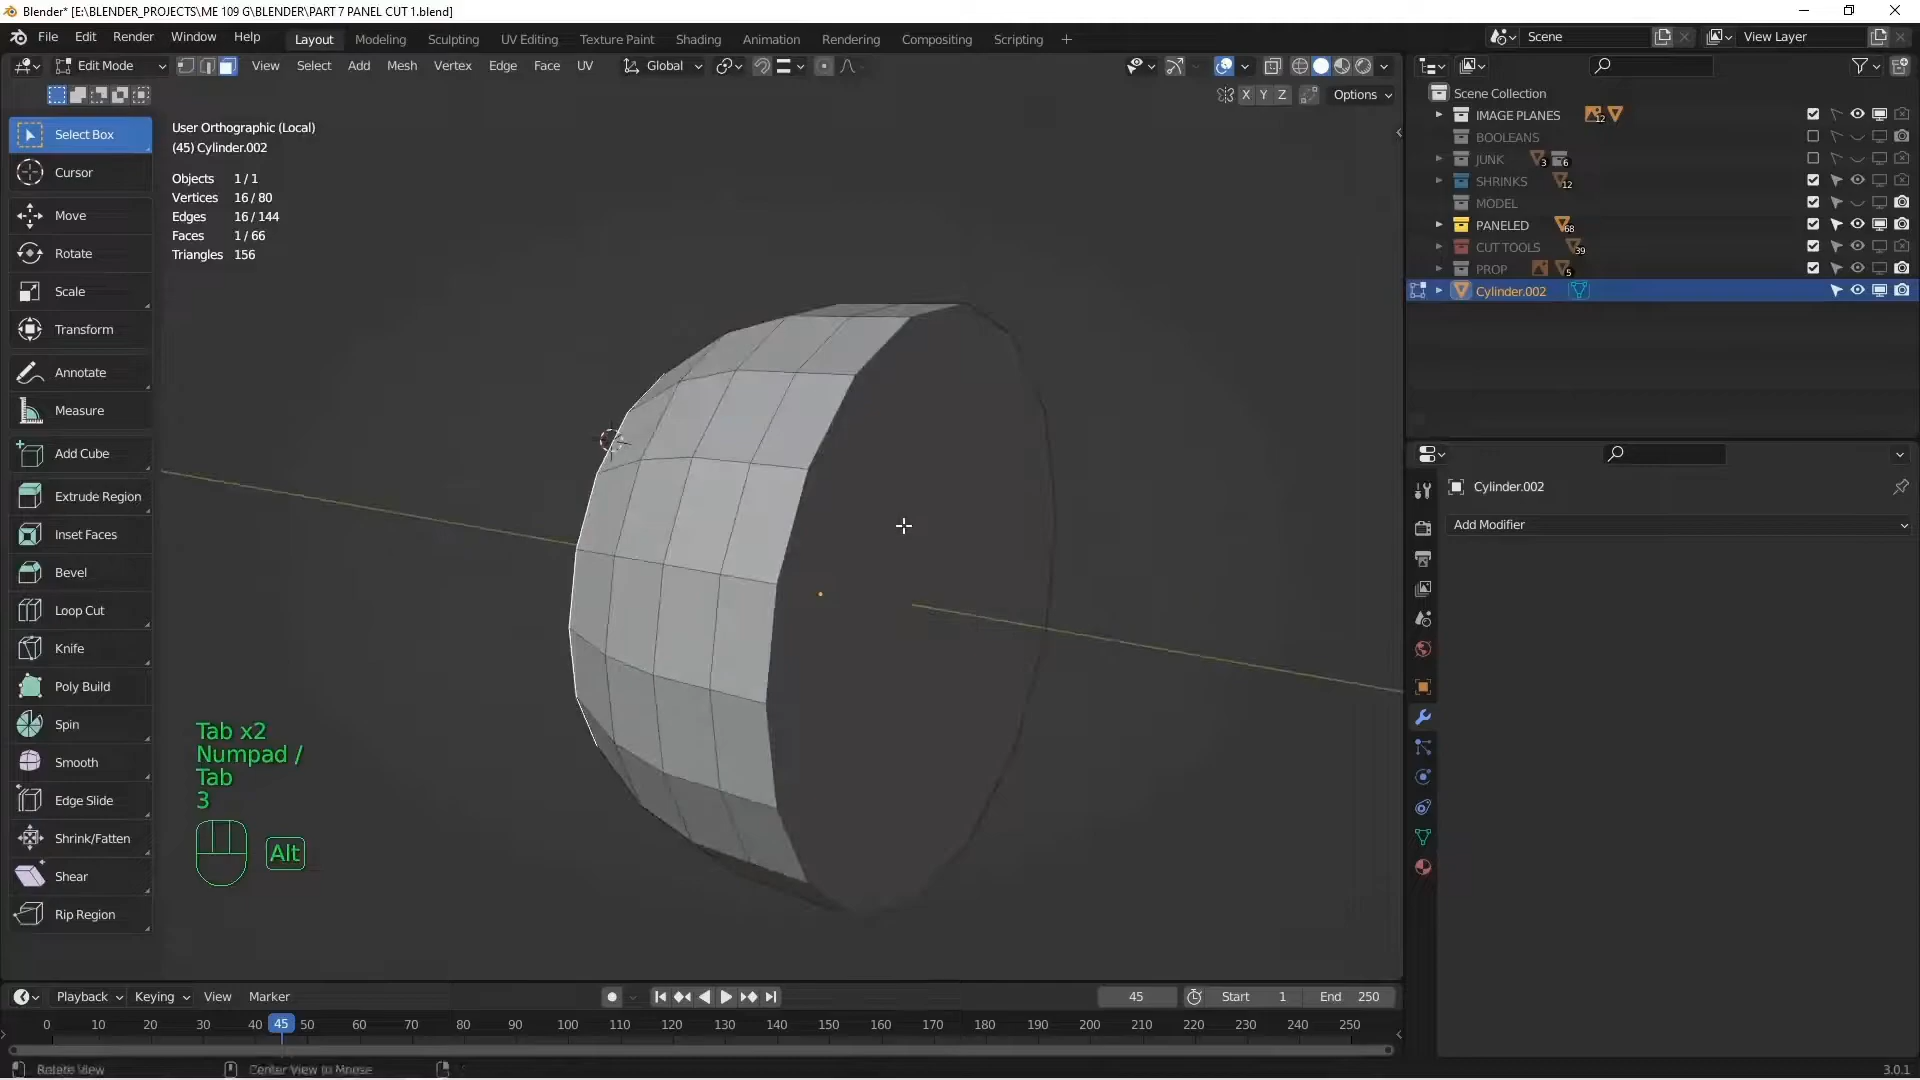 Blender* [E:\BLENDER_PROJECTS\ME 109 G\BLENDER\PART 7 PANEL CUT 1.blend]
File Edit Render Window Help Layout Modeling Sculpting UV Editing Texture Paint Shading Animation Rendering Compositing Scripting + Scene View Layer
Edit Mode View Select Add Mesh Vertex Edge Face UV Global
X Y Z Options
Select Box
Cursor
Move
Rotate
Scale
Transform
Annotate
Measure
Add Cube
Extrude Region
Inset Faces
Bevel
Loop Cut
Knife
Poly Build
Spin
Smooth
Edge Slide
Shrink/Fatten
Shear
Rip Region
User Orthographic (Local)
(45) Cylinder.002
Objects 1 / 1
Vertices 16 / 80
Edges 16 / 144
Faces 1 / 66
Triangles 156
Tab x2
Numpad /
Tab
3
Alt
Scene Collection
IMAGE PLANES 12
BOOLEANS
JUNK 3 6
SHRINKS 12
MODEL
PANELED 68
CUT TOOLS 39
PROP 5
Cylinder.002
Cylinder.002
Add Modifier
Playback Keying View Marker 45 Start 1 End 250
0 10 20 30 40 45 50 60 70 80 90 100 110 120 130 140 150 160 170 180 190 200 210 220 230 240 250
Rotate View Center View to Mouse 3.0.1